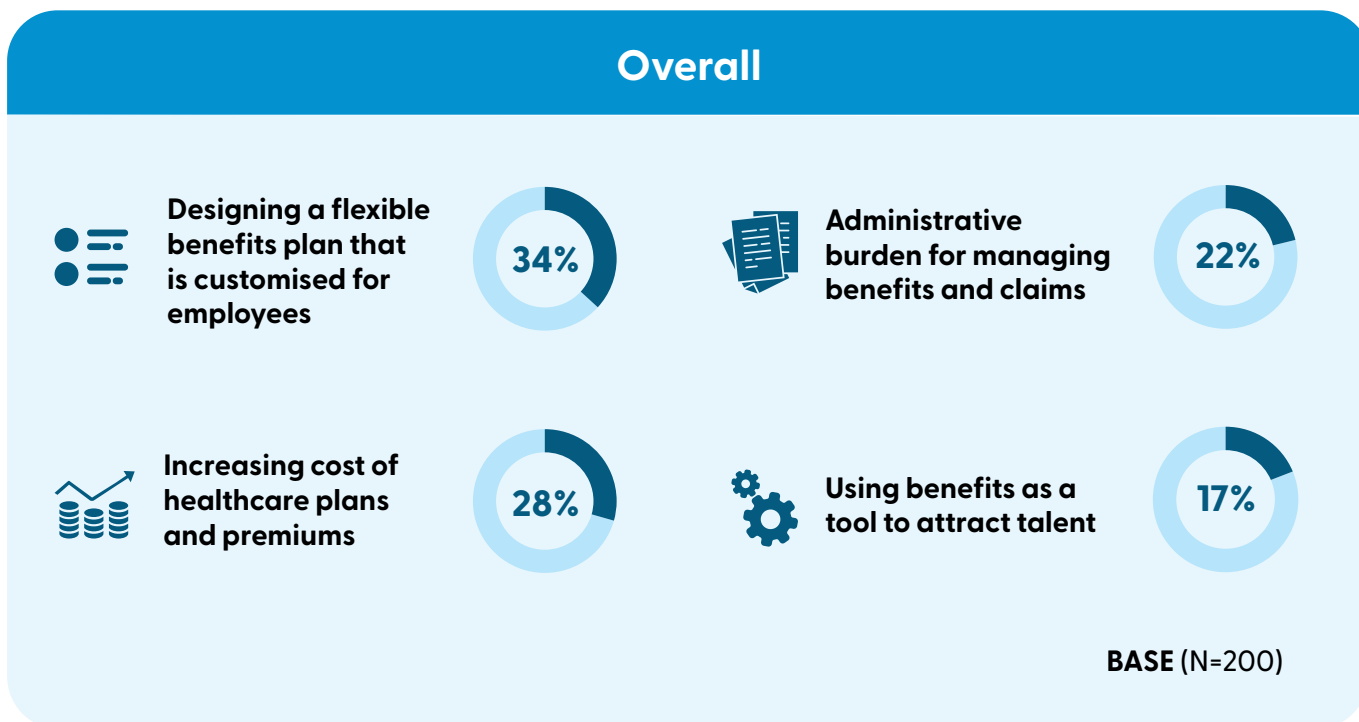 Overall
Designing a flexible
benefits plan that
is customised for
employees
34%
Administrative
burden for managing
benefits and claims
22%
Increasing cost of
healthcare plans
and premiums
28%
Using benefits as a
tool to attract talent
17%
BASE (N=200)